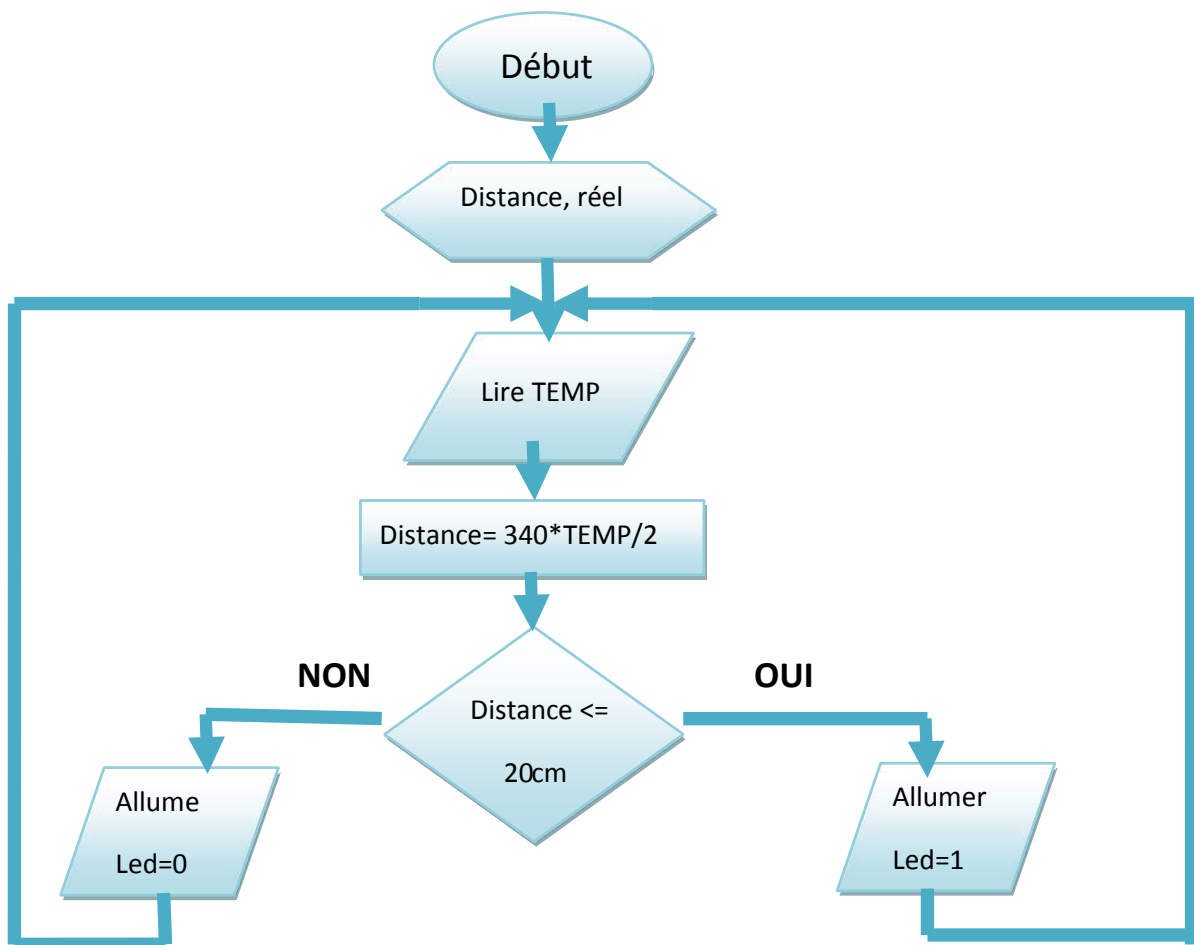 Début
Distance, réel
Lire TEMP
Distance= 340*TEMP/2
NON
OUI
Distance <=
20cm
Allume
Led=0
Allumer
Led=1